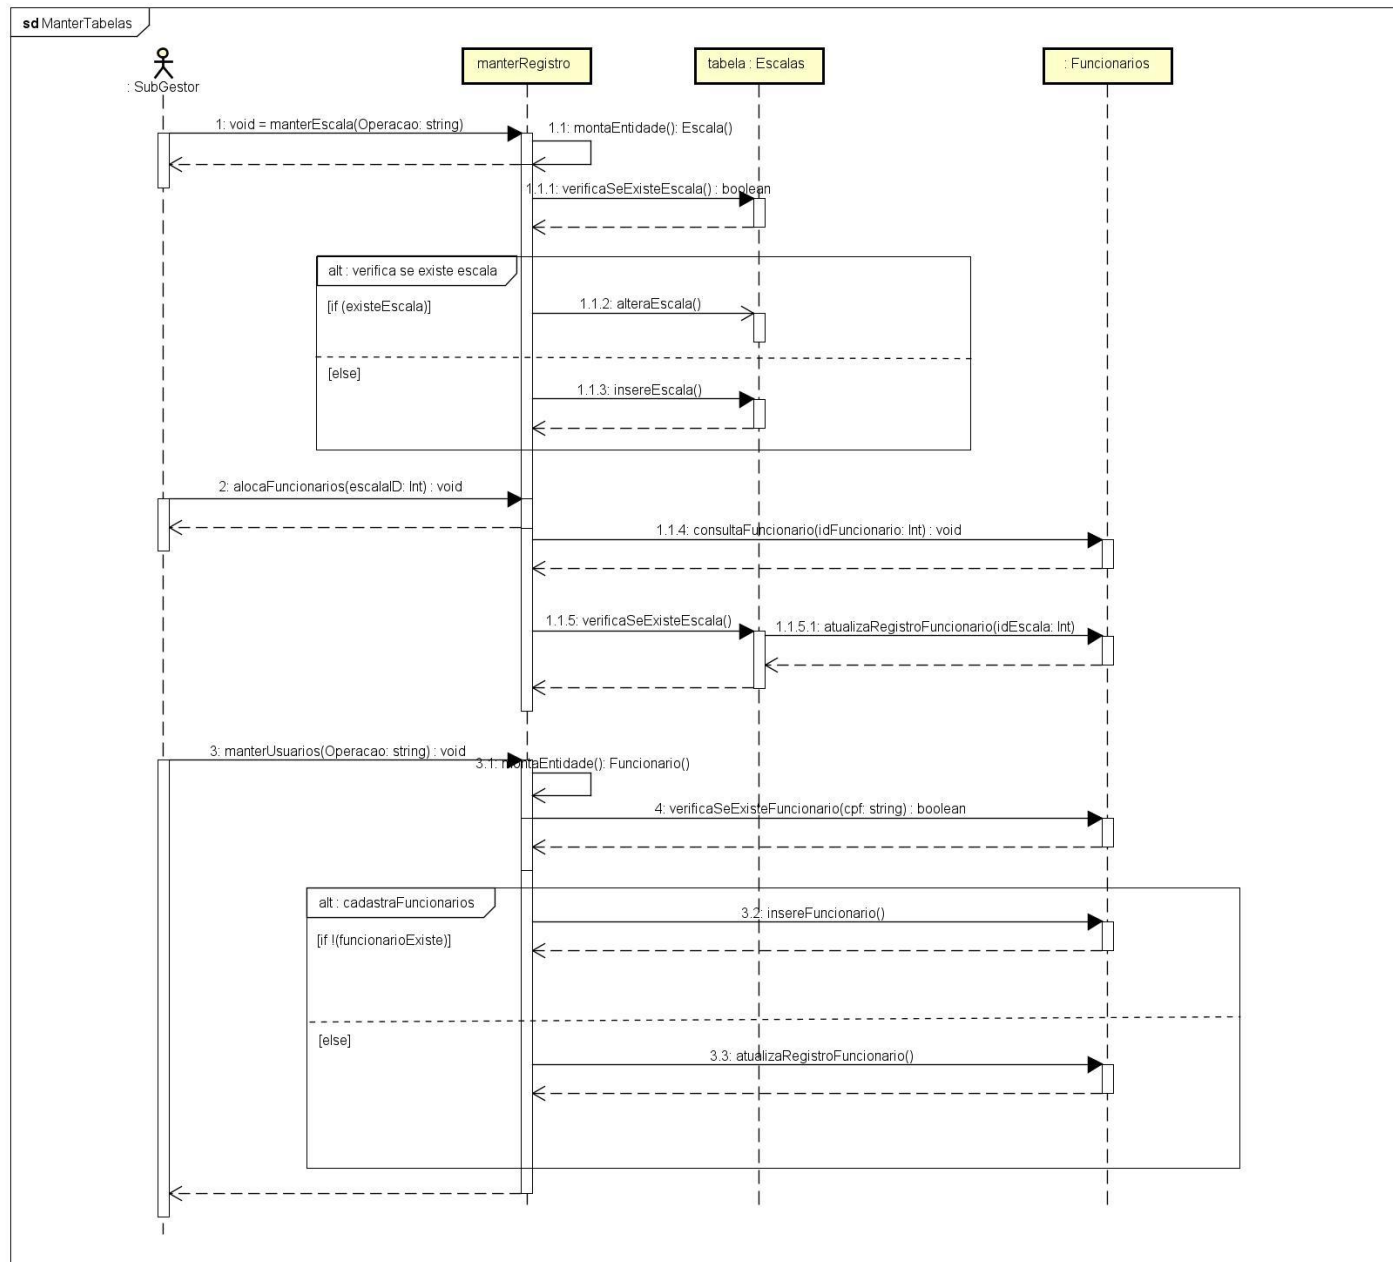 sd ManterTabelas
: SubGestor
manterRegistro
tabela : Escalas
: Funcionarios
1: void = manterEscala(Operacao: string)
1.1: montaEntidade(): Escala()
1.1.1: verificaSeExisteEscala() : boolean
alt : verifica se existe escala
[if (existeEscala)]
1.1.2: alteraEscala()
[else]
1.1.3: insereEscala()
2: alocaFuncionarios(escalaID: Int) : void
1.1.4: consultaFuncionario(idFuncionario: Int) : void
1.1.5: verificaSeExisteEscala()
1.1.5.1: atualizaRegistroFuncionario(idEscala: Int)
3: manterUsuarios(Operacao: string) : void
3.1: montaEntidade(): Funcionario()
4: verificaSeExisteFuncionario(cpf: string) : boolean
alt : cadastraFuncionarios
3.2: insereFuncionario()
[if !(funcionarioExiste)]
[else]
3.3: atualizaRegistroFuncionario()